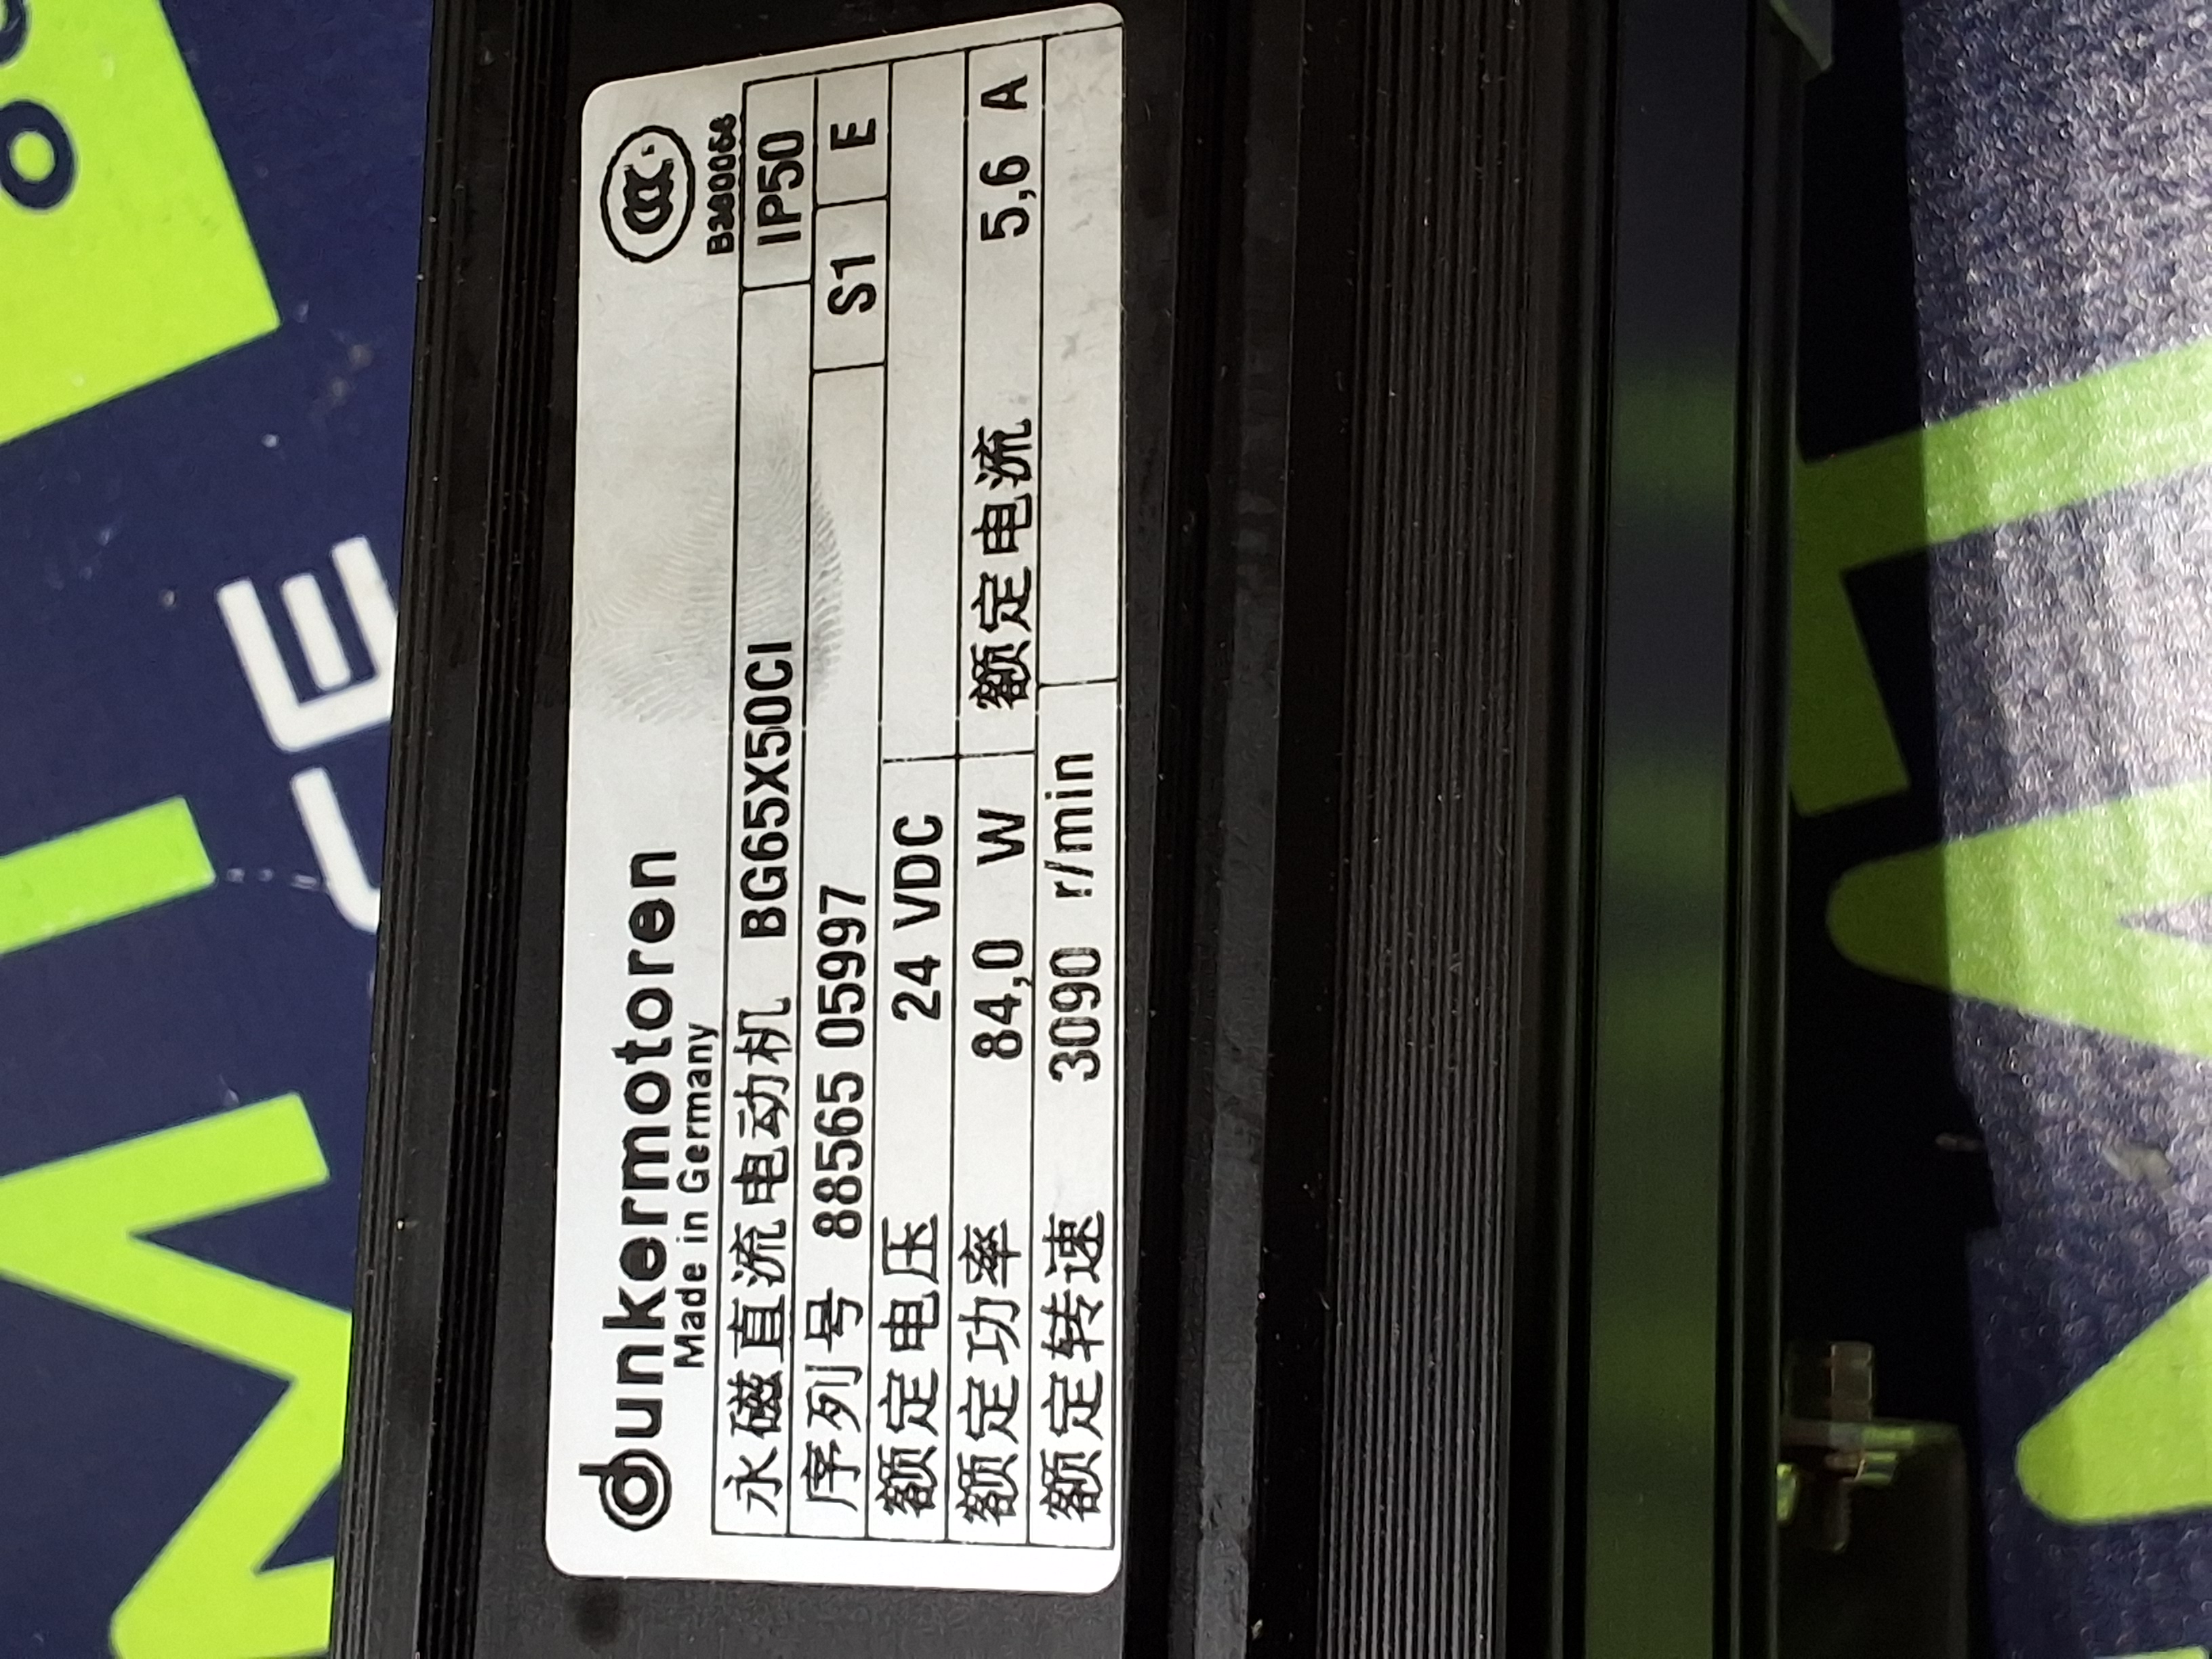 dunkermotoren
Made in Germany
永磁直流电动机 BG65X50CI IP50
序列号 88565 05997 S1 E
额定电压 24 VDC
额定功率 84,0 W 额定电流 5,6 A
额定转速 3090 r/min